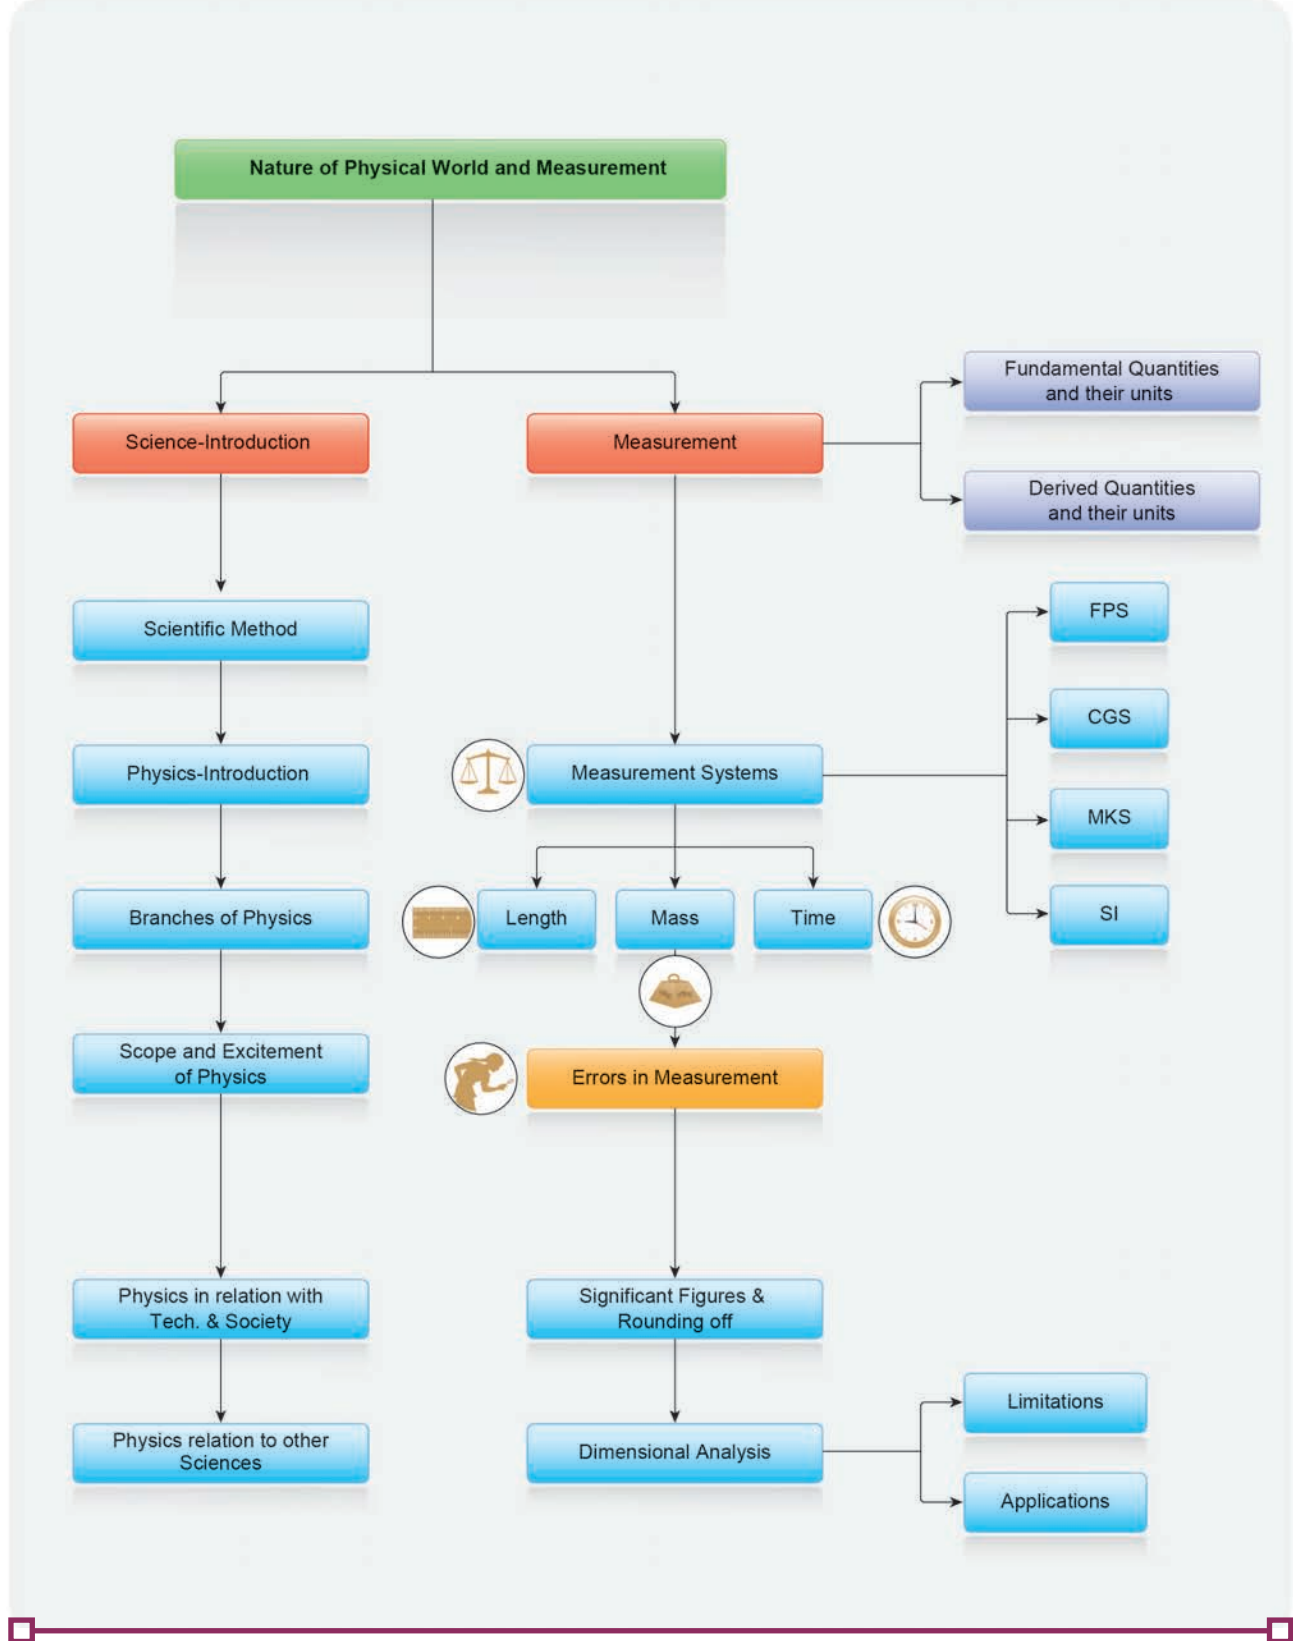 Nature of Physical World and Measurement
Science-Introduction
Measurement
Fundamental Quantities
and their units
Derived Quantities
and their units
Scientific Method
Physics-Introduction
Branches of Physics
Scope and Excitement
of Physics
Physics in relation with
Tech. & Society
Physics relation to other
Sciences
Measurement Systems
FPS
CGS
MKS
SI
Length
Mass
Time
Errors in Measurement
Significant Figures &
Rounding off
Dimensional Analysis
Limitations
Applications